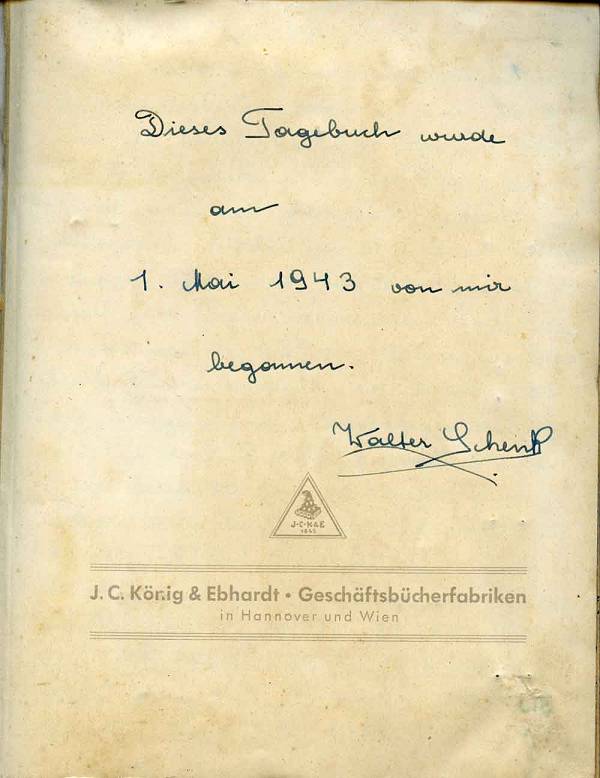 Dieses Tagebuch wurde
am
1. Mai 1943 von mir
begonnen.
Walter Schenk
J·C·K&E
1845
J. C. König & Ebhardt • Geschäftsbücherfabriken
in Hannover und Wien